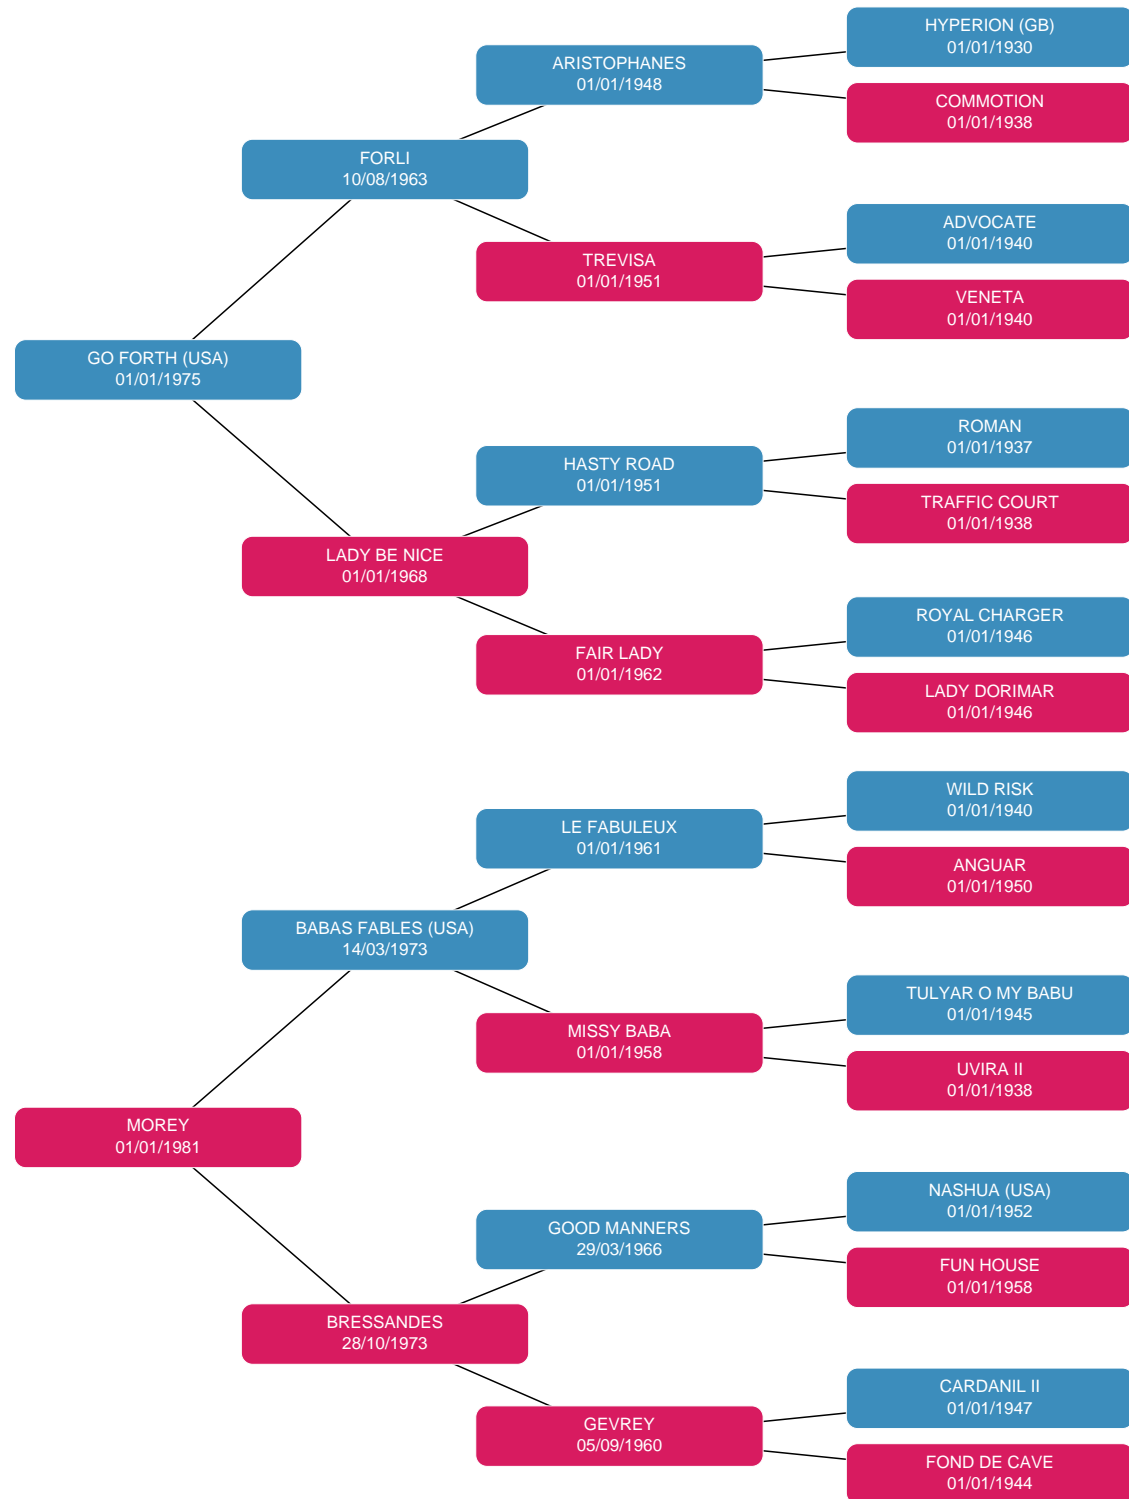 HYPERION (GB)
01/01/1930
ARISTOPHANES
01/01/1948
COMMOTION
01/01/1938
FORLI
10/08/1963
ADVOCATE
01/01/1940
TREVISA
01/01/1951
VENETA
01/01/1940
GO FORTH (USA)
01/01/1975
ROMAN
01/01/1937
HASTY ROAD
01/01/1951
TRAFFIC COURT
01/01/1938
LADY BE NICE
01/01/1968
ROYAL CHARGER
01/01/1946
FAIR LADY
01/01/1962
LADY DORIMAR
01/01/1946
WILD RISK
01/01/1940
LE FABULEUX
01/01/1961
ANGUAR
01/01/1950
BABAS FABLES (USA)
14/03/1973
TULYAR O MY BABU
01/01/1945
MISSY BABA
01/01/1958
UVIRA II
01/01/1938
MOREY
01/01/1981
NASHUA (USA)
01/01/1952
GOOD MANNERS
29/03/1966
FUN HOUSE
01/01/1958
BRESSANDES
28/10/1973
CARDANIL II
01/01/1947
GEVREY
05/09/1960
FOND DE CAVE
01/01/1944